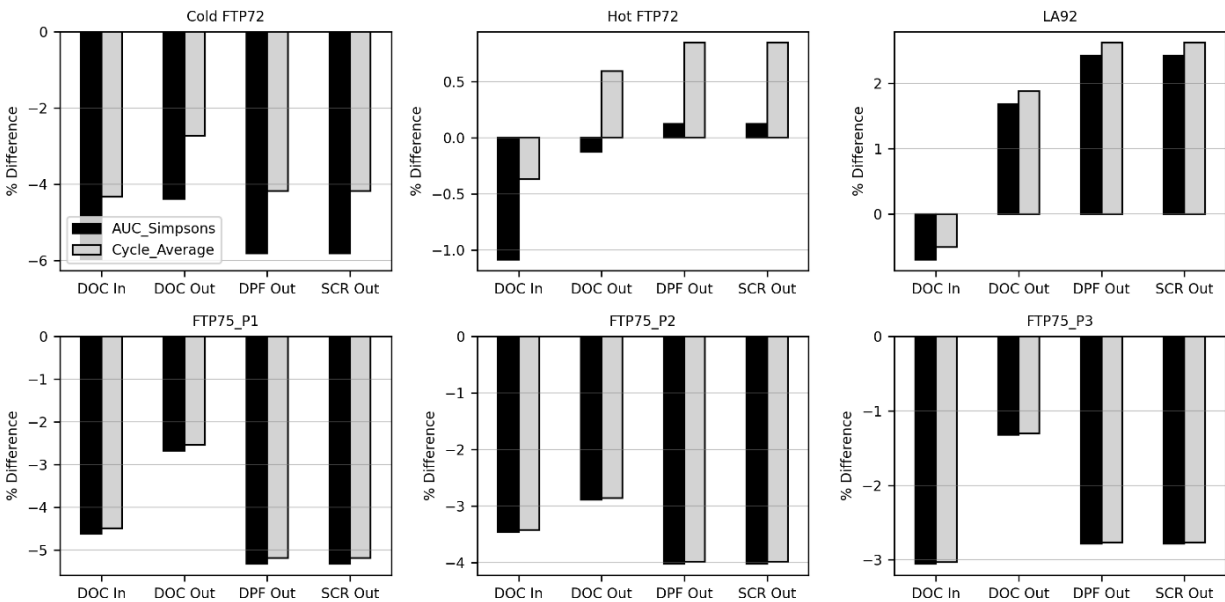 Cold FTP72
% Difference
0
−2
−4
−6
AUC_Simpsons
Cycle_Average
DOC In DOC Out DPF Out SCR Out
Hot FTP72
% Difference
0.5
0.0
−0.5
−1.0
DOC In DOC Out DPF Out SCR Out
LA92
% Difference
2
1
0
DOC In DOC Out DPF Out SCR Out
FTP75_P1
% Difference
0
−1
−2
−3
−4
−5
DOC In DOC Out DPF Out SCR Out
FTP75_P2
% Difference
0
−1
−2
−3
−4
DOC In DOC Out DPF Out SCR Out
FTP75_P3
% Difference
0
−1
−2
−3
DOC In DOC Out DPF Out SCR Out